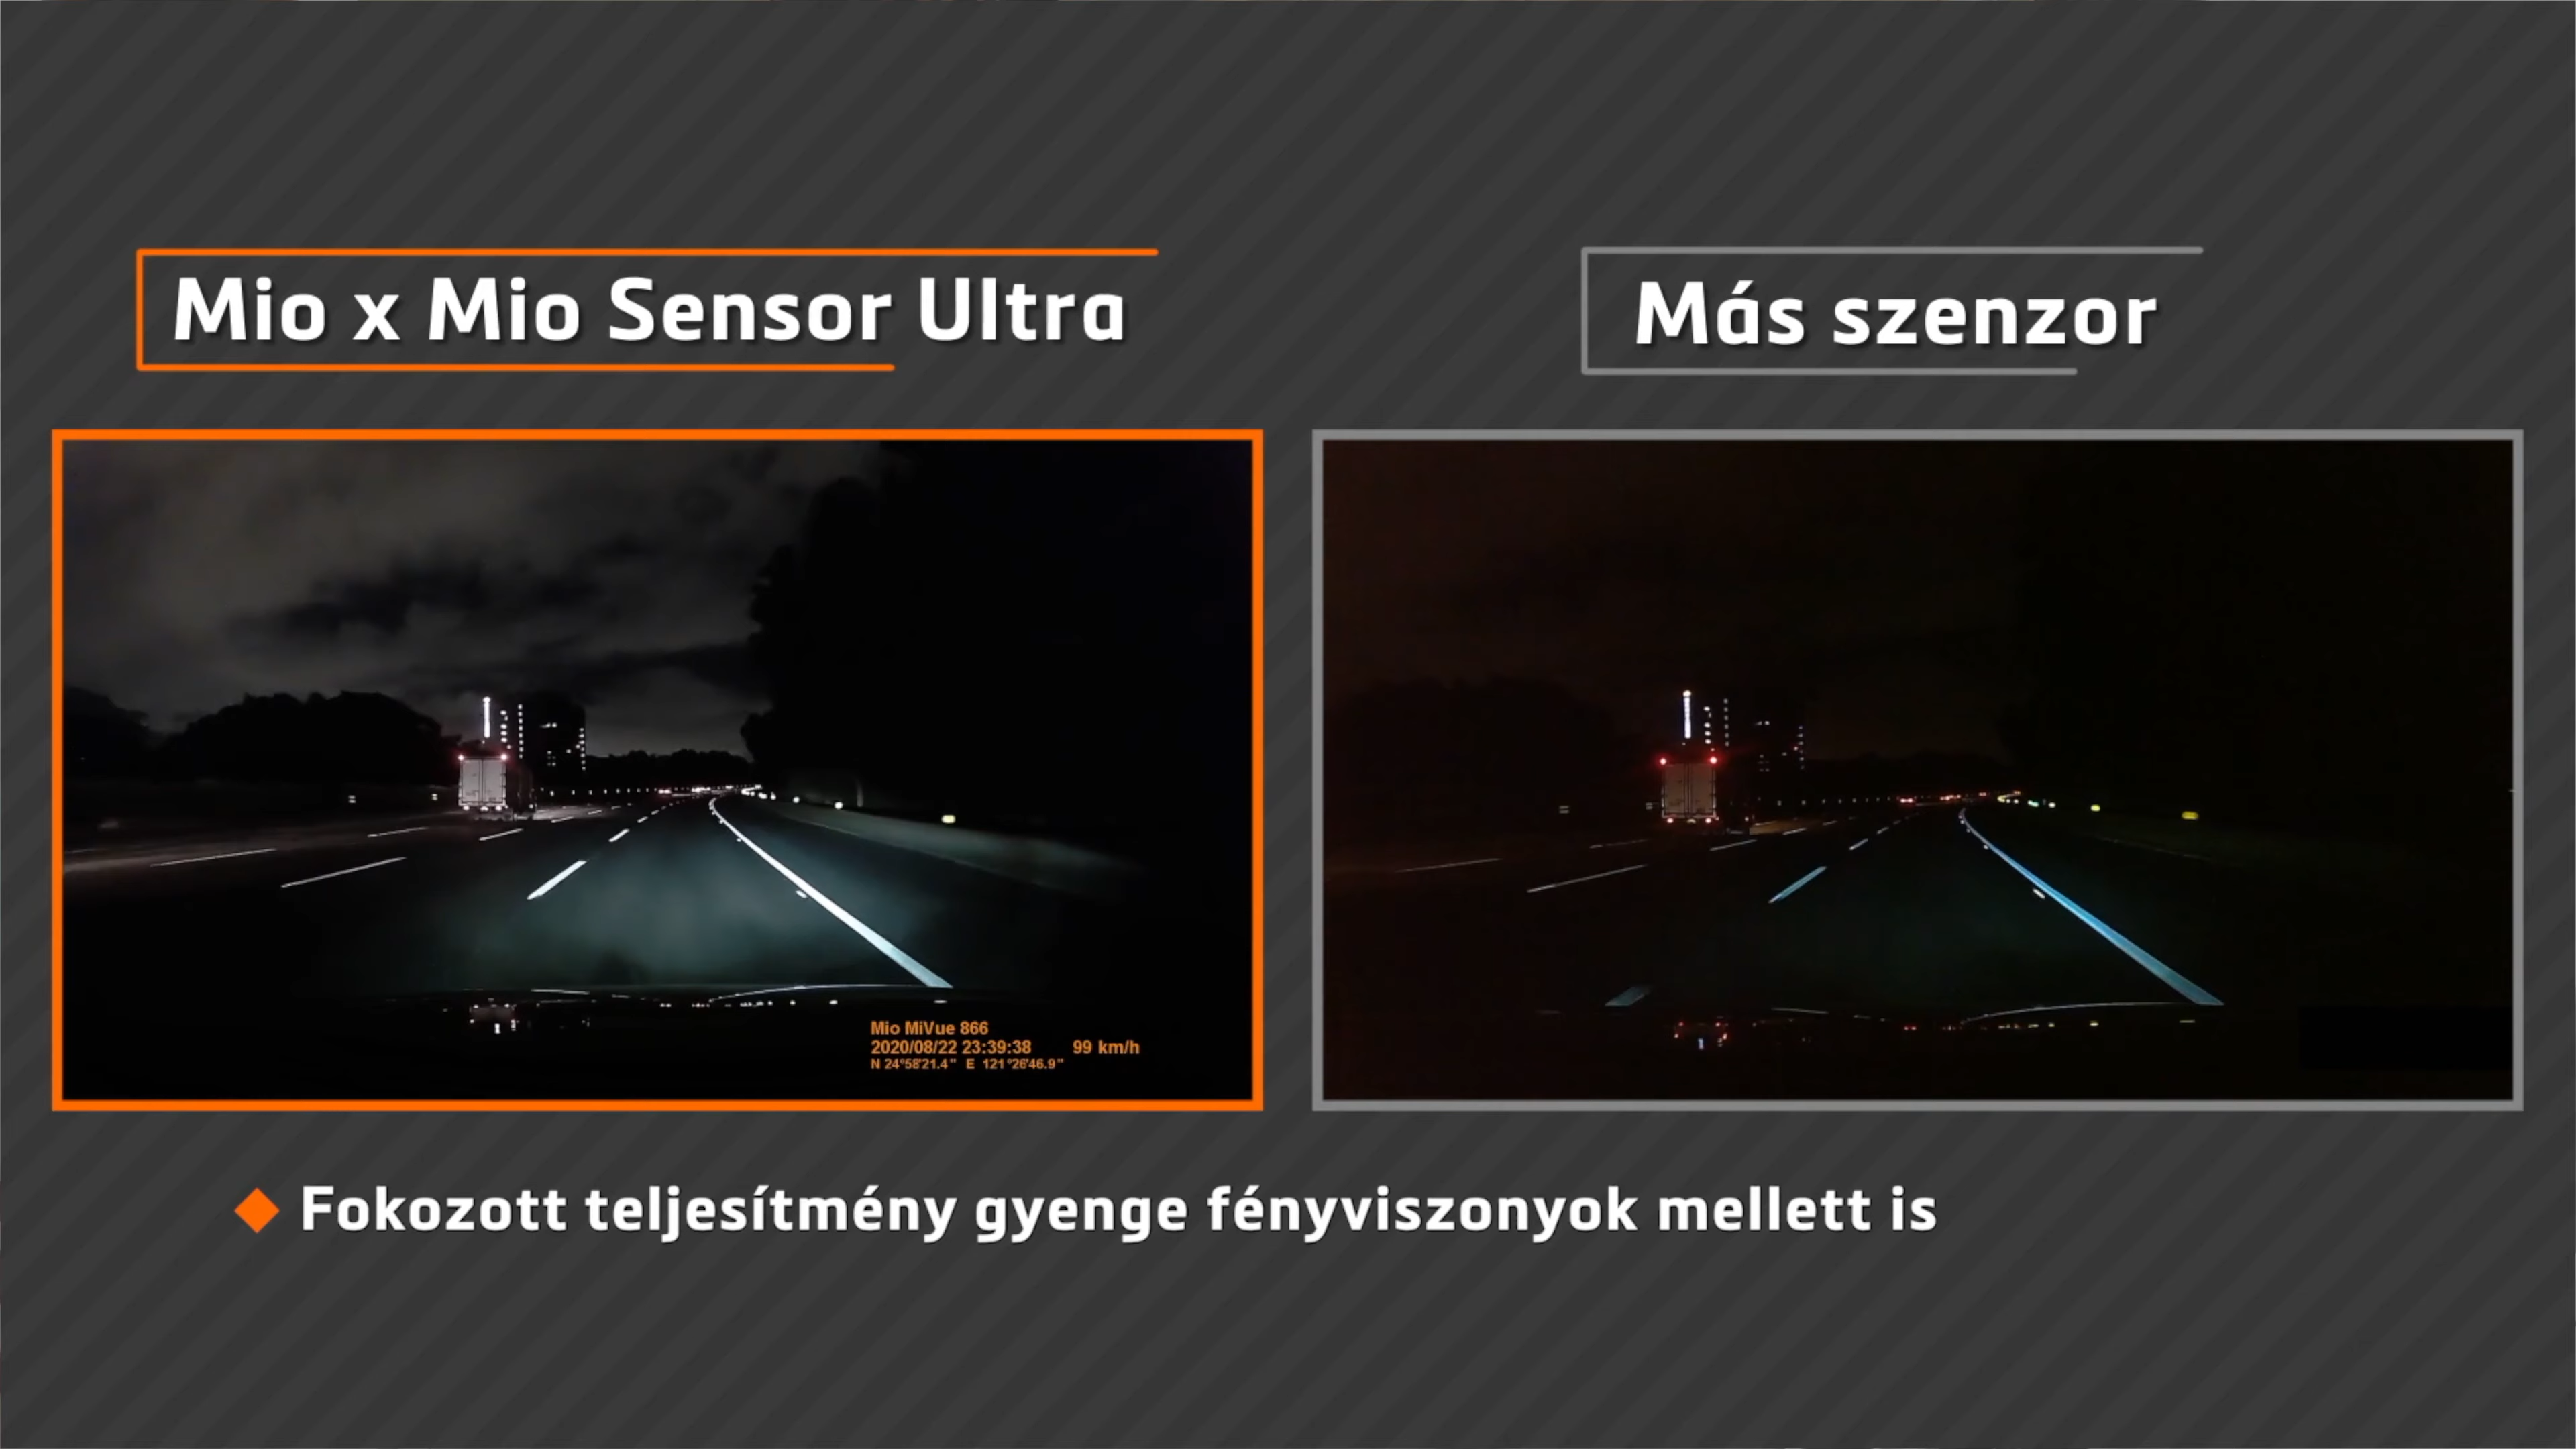 Mio x Mio Sensor Ultra
Más szenzor
Mio MiVue 866
2020/08/22 23:39:38 99 km/h
N 24°58'21.4" E 121°26'46.9"
Fokozott teljesítmény gyenge fényviszonyok mellett is